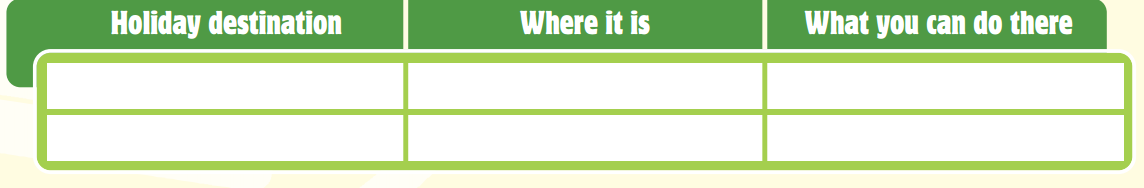 Holiday destination Where it is What you can do there